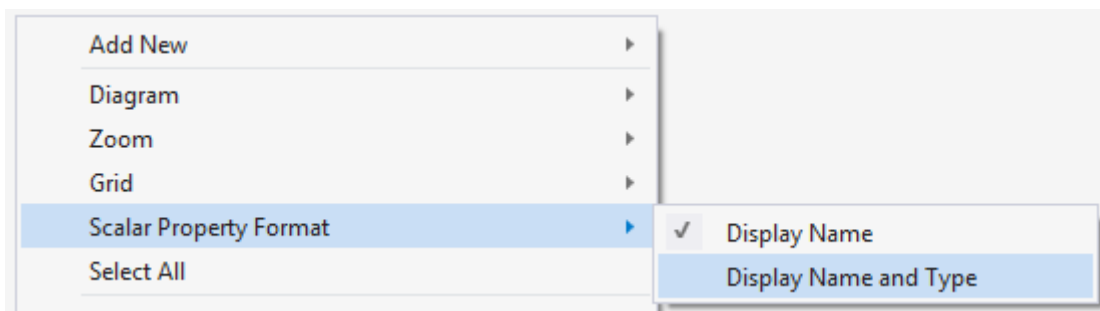 Add New
Diagram
Zoom
Grid
Scalar Property Format
Select All
Display Name
Display Name and Type